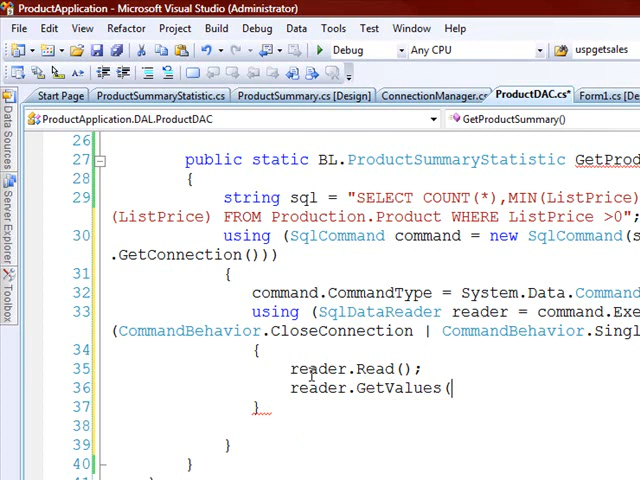 ProductApplication - Microsoft Visual Studio (Administrator)
File Edit View Refactor Project Build Debug Data Tools Window Help
Debug Any CPU uspgetsales
Start Page ProductSummaryStatistic.cs ProductSummary.cs [Design] ConnectionManager.cs ProductDAC.cs* Form1.cs
ProductApplication.DAL.ProductDAC GetProductSummary()
Data Sources
Server Explorer
Toolbox
26
27 public static BL.ProductSummaryStatistic GetProd
28 {
29 string sql = "SELECT COUNT(*),MIN(ListPrice)
(ListPrice) FROM Production.Product WHERE ListPrice >0";
30 using (SqlCommand command = new SqlCommand(s
.GetConnection()))
31 {
32 command.CommandType = System.Data.Comman
33 using (SqlDataReader reader = command.Exe
(CommandBehavior.CloseConnection | CommandBehavior.Singl
34 {
35 reader.Read();
36 reader.GetValues(
37 }
38
39 }
40 }